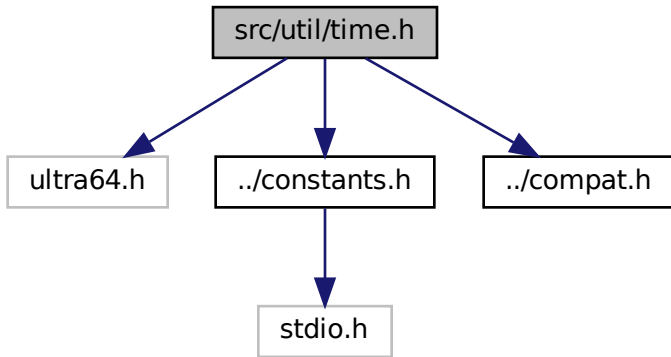 src/util/time.h
ultra64.h
../constants.h
../compat.h
stdio.h